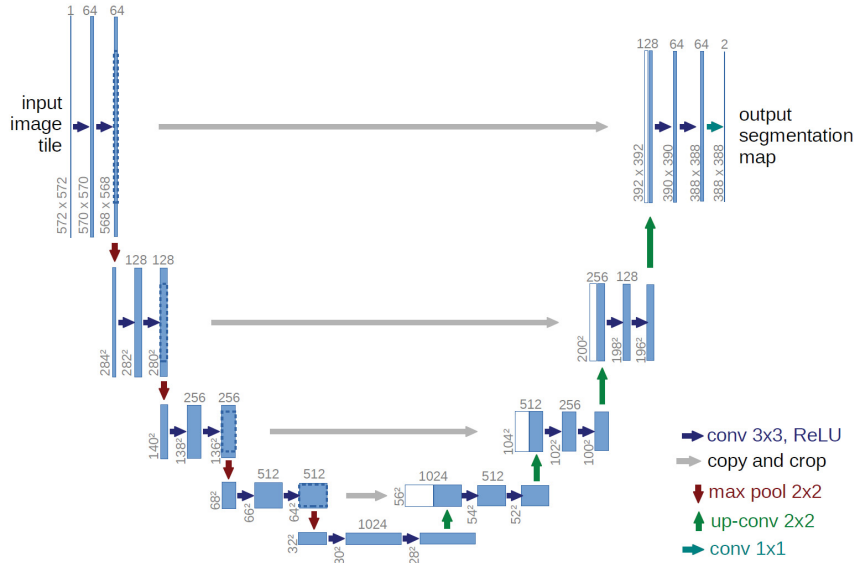 1 64 64
128 64 64 2
input
image
tile
output
segmentation
map
572 x 572
570 x 570
568 x 568
392 x 392
390 x 390
388 x 388
388 x 388
128 128
256 128
284²
282²
280²
200²
198²
196²
256 256
512 256
140²
138²
136²
104²
102²
100²
512 512
1024 512
68²
66²
64²
56²
54²
52²
1024
32²
30²
28²
conv 3x3, ReLU
copy and crop
max pool 2x2
up-conv 2x2
conv 1x1